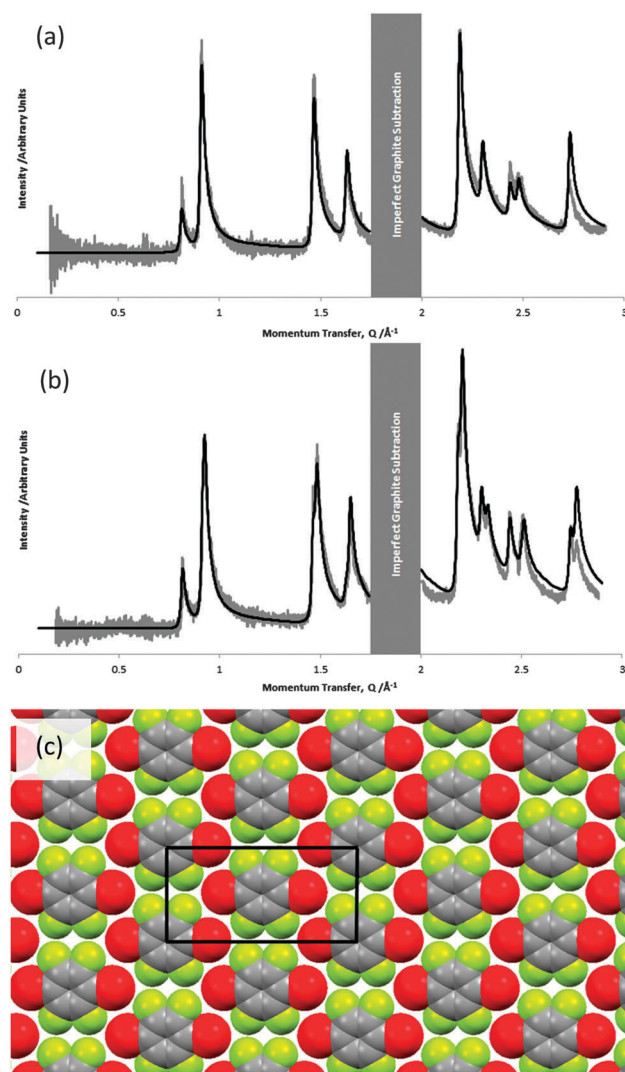 (a)
Intensity /Arbitrary Units
Imperfect Graphite Subtraction
0 0.5 1 1.5 2 2.5 3
Momentum Transfer, Q /Å-1
(b)
Intensity /Arbitrary Units
Imperfect Graphite Subtraction
0 0.5 1 1.5 2 2.5 3
Momentum Transfer, Q /Å-1
(c)